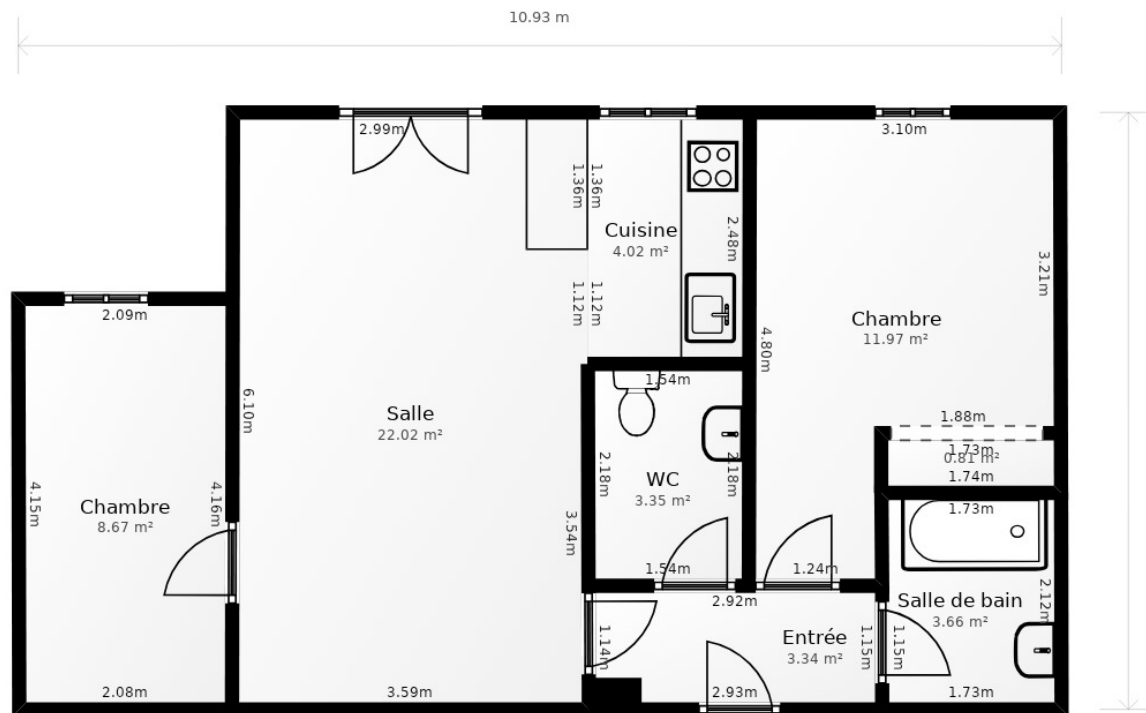 10.93 m
2.99m
3.10m
1.36m
1.36m
Cuisine
4.02 m²
2.48m
3.21m
1.12m
1.12m
2.09m
Chambre
11.97 m²
4.80m
1.54m
6.10m
Salle
22.02 m²
1.88m
1.73m
0.81 m²
1.74m
4.15m
4.16m
Chambre
8.67 m²
2.18m
WC
3.35 m²
2.18m
1.73m
3.54m
1.54m
1.24m
2.92m
Salle de bain
3.66 m²
2.12m
1.14m
Entrée
3.34 m²
1.15m
1.15m
2.08m
3.59m
2.93m
1.73m